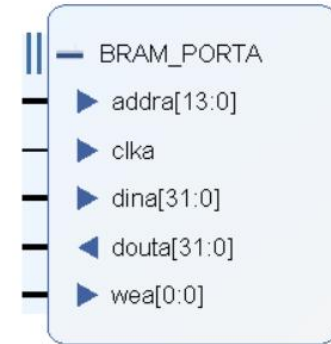 BRAM_PORTA
addra[13:0]
clka
dina[31:0]
douta[31:0]
wea[0:0]